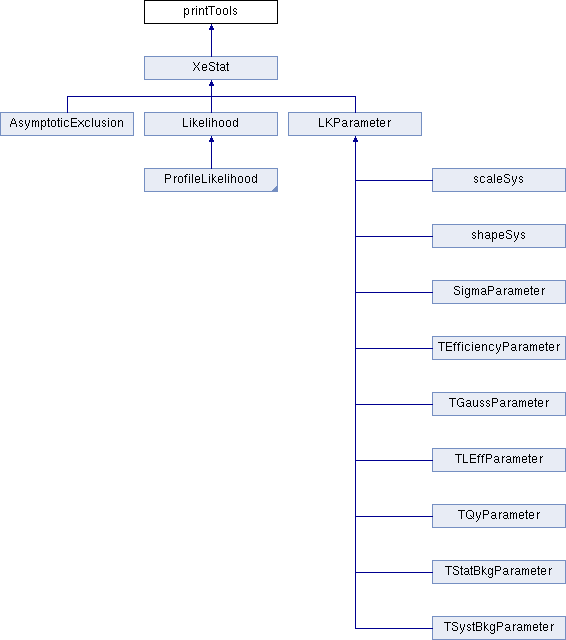 printTools
XeStat
AsymptoticExclusion
Likelihood
LKParameter
ProfileLikelihood
scaleSys
shapeSys
SigmaParameter
TEfficiencyParameter
TGaussParameter
TLEffParameter
TQyParameter
TStatBkgParameter
TSystBkgParameter